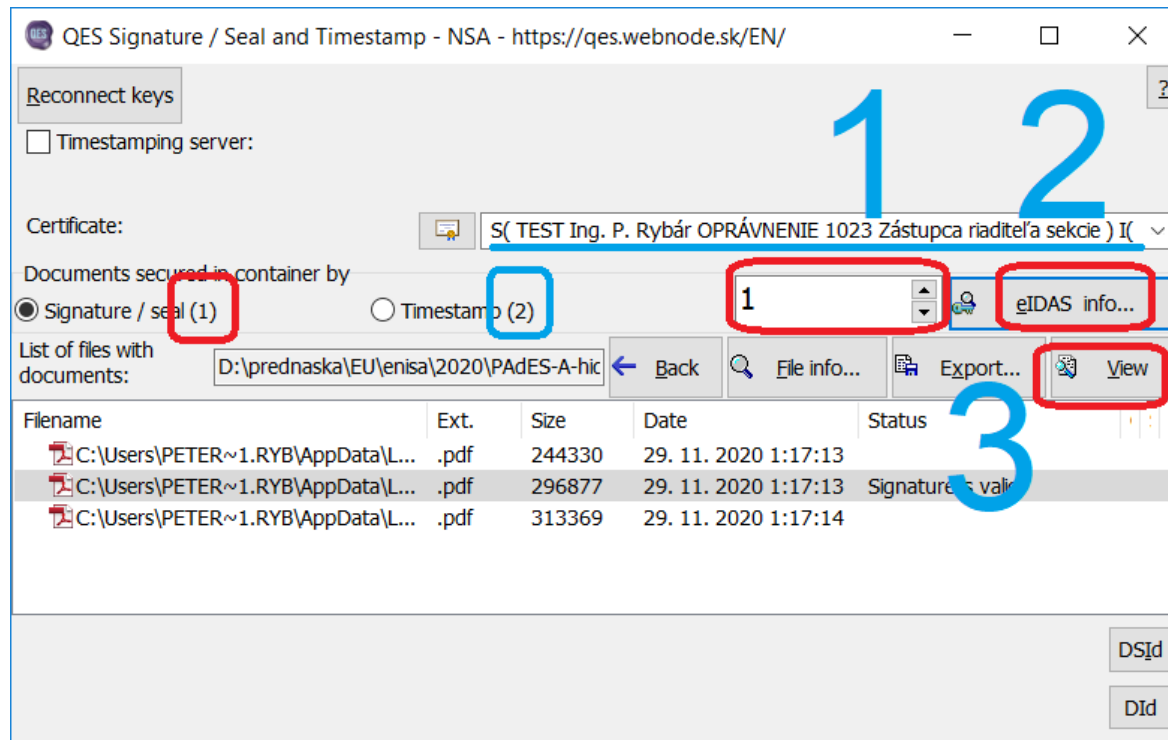 QES Signature / Seal and Timestamp - NSA - https://qes.webnode.sk/EN/
Reconnect keys
?
Timestamping server:
1 2
Certificate:
S( TEST Ing. P. Rybár OPRÁVNENIE 1023 Zástupca riaditeľa sekcie ) I(
Documents secured in container by
Signature / seal (1)
Timestamp (2)
1
eIDAS info...
List of files with
documents:
D:\prednaska\EU\enisa\2020\PAdES-A-hic
Back
File info...
Export...
View
3
Filename Ext. Size Date Status
C:\Users\PETER~1.RYB\AppData\L... .pdf 244330 29. 11. 2020 1:17:13
C:\Users\PETER~1.RYB\AppData\L... .pdf 296877 29. 11. 2020 1:17:13 Signature is valid
C:\Users\PETER~1.RYB\AppData\L... .pdf 313369 29. 11. 2020 1:17:14
DSId
DId